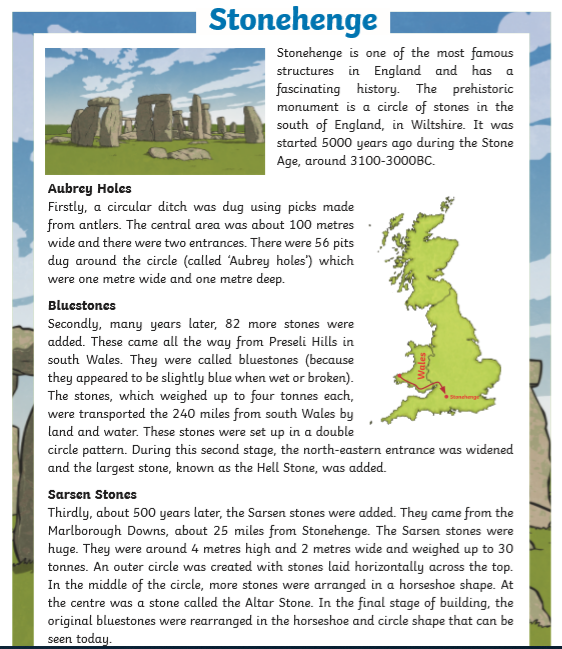 Stonehenge
Stonehenge is one of the most famous
structures in England and has a
fascinating history. The prehistoric
monument is a circle of stones in the
south of England, in Wiltshire. It was
started 5000 years ago during the Stone
Age, around 3100-3000BC.
Aubrey Holes
Firstly, a circular ditch was dug using picks made
from antlers. The central area was about 100 metres
wide and there were two entrances. There were 56 pits
dug around the circle (called ‘Aubrey holes’) which
were one metre wide and one metre deep.
Bluestones
Secondly, many years later, 82 more stones were
added. These came all the way from Preseli Hills in
south Wales. They were called bluestones (because
they appeared to be slightly blue when wet or broken).
The stones, which weighed up to four tonnes each,
were transported the 240 miles from south Wales by
land and water. These stones were set up in a double
circle pattern. During this second stage, the north-eastern entrance was widened
and the largest stone, known as the Hell Stone, was added.
Wales
Stonehenge
Sarsen Stones
Thirdly, about 500 years later, the Sarsen stones were added. They came from the
Marlborough Downs, about 25 miles from Stonehenge. The Sarsen stones were
huge. They were around 4 metres high and 2 metres wide and weighed up to 30
tonnes. An outer circle was created with stones laid horizontally across the top.
In the middle of the circle, more stones were arranged in a horseshoe shape. At
the centre was a stone called the Altar Stone. In the final stage of building, the
original bluestones were rearranged in the horseshoe and circle shape that can be
seen today.